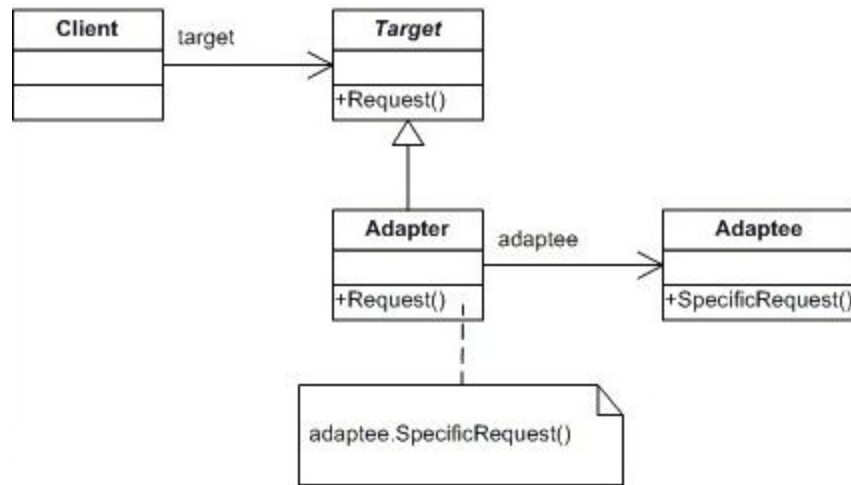 Client
target
Target
+Request()
Adapter
adaptee
Adaptee
+Request()
+SpecificRequest()
adaptee.SpecificRequest()